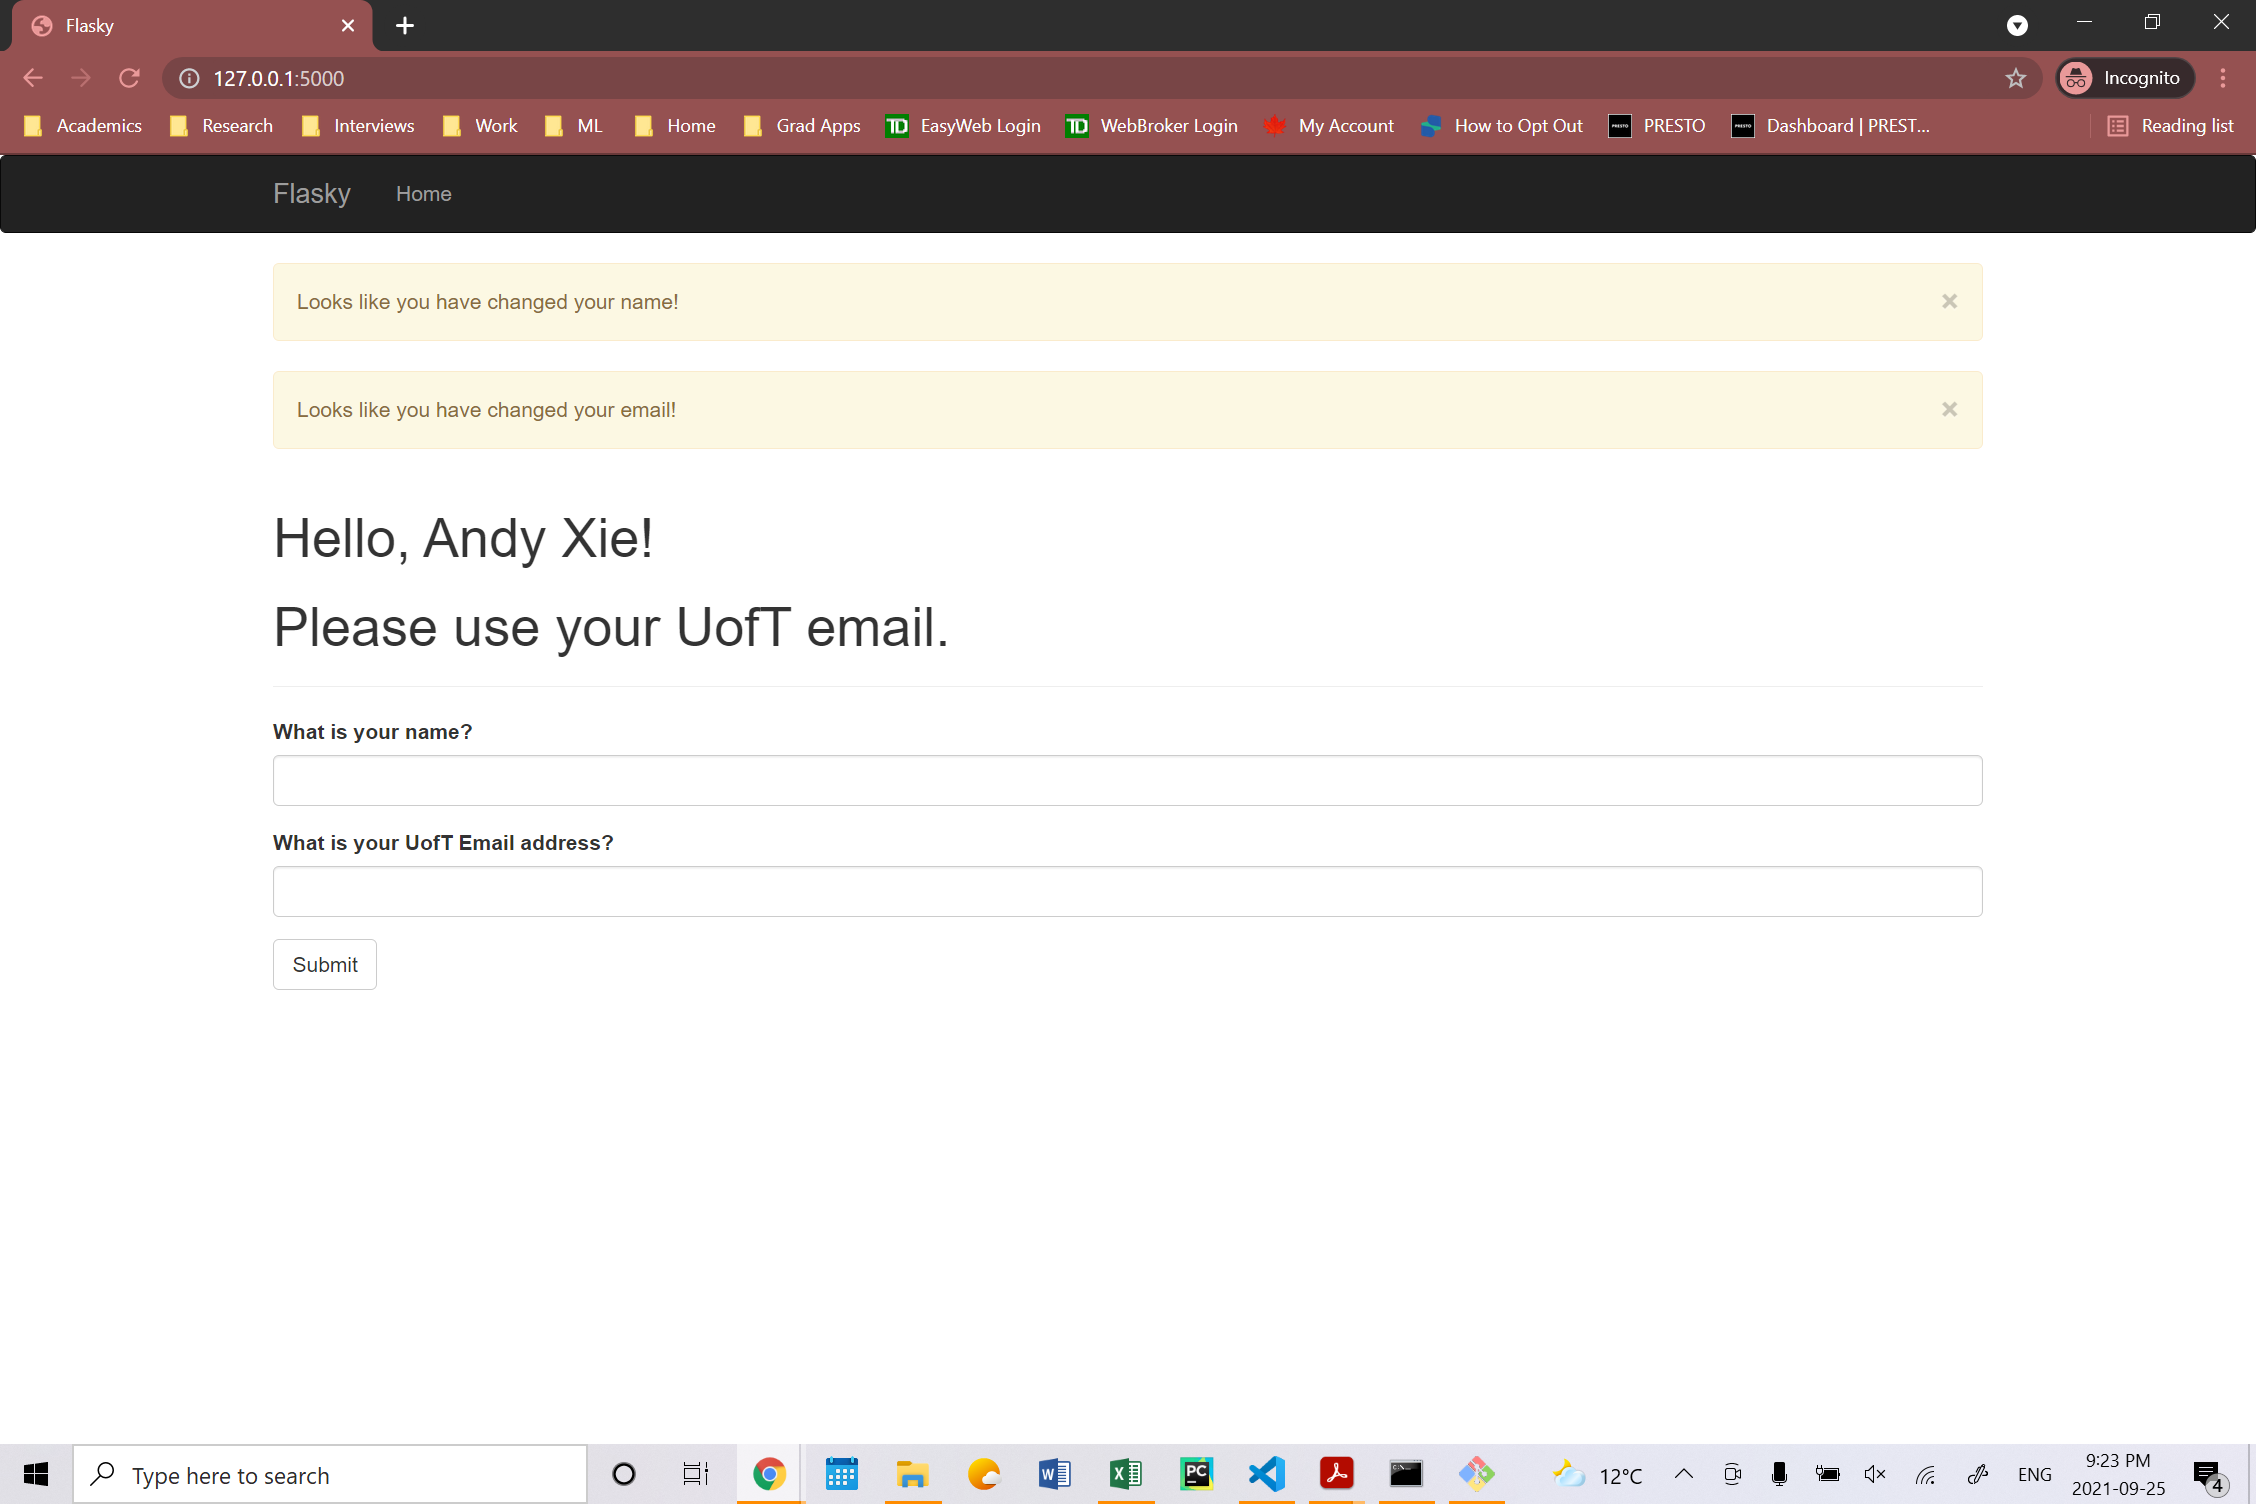 Flasky
127.0.0.1:5000
Incognito
Academics Research Interviews Work ML Home Grad Apps EasyWeb Login WebBroker Login My Account How to Opt Out PRESTO Dashboard | PREST... Reading list
Flasky Home
Looks like you have changed your name!
Looks like you have changed your email!
Hello, Andy Xie!
Please use your UofT email.
What is your name?
What is your UofT Email address?
Submit
Type here to search
12°C
ENG
9:23 PM
2021-09-25
4